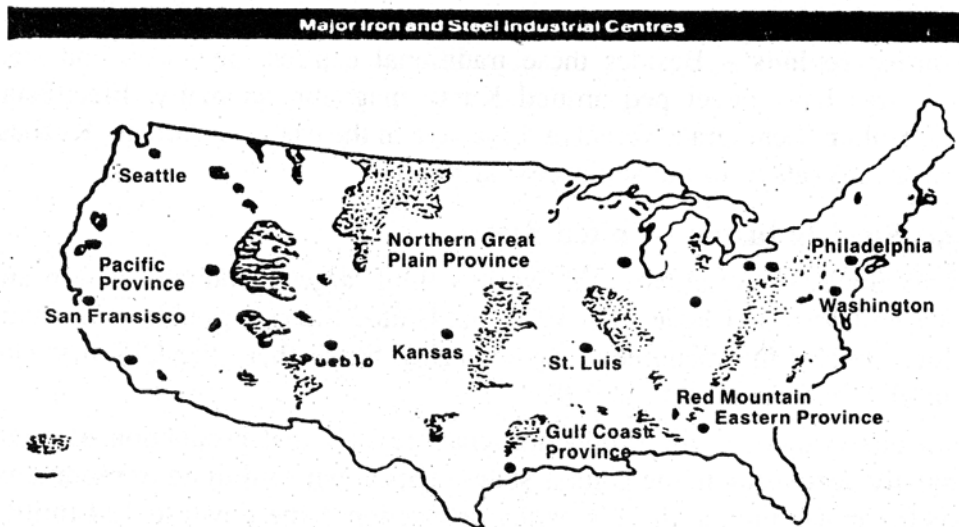 Major Iron and Steel Industrial Centres
Seattle
Northern Great
Plain Province
Philadelphia
Pacific
Province
Washington
San Fransisco
Kansas
ueblo
St. Luis
Red Mountain
Eastern Province
Gulf Coast
Province